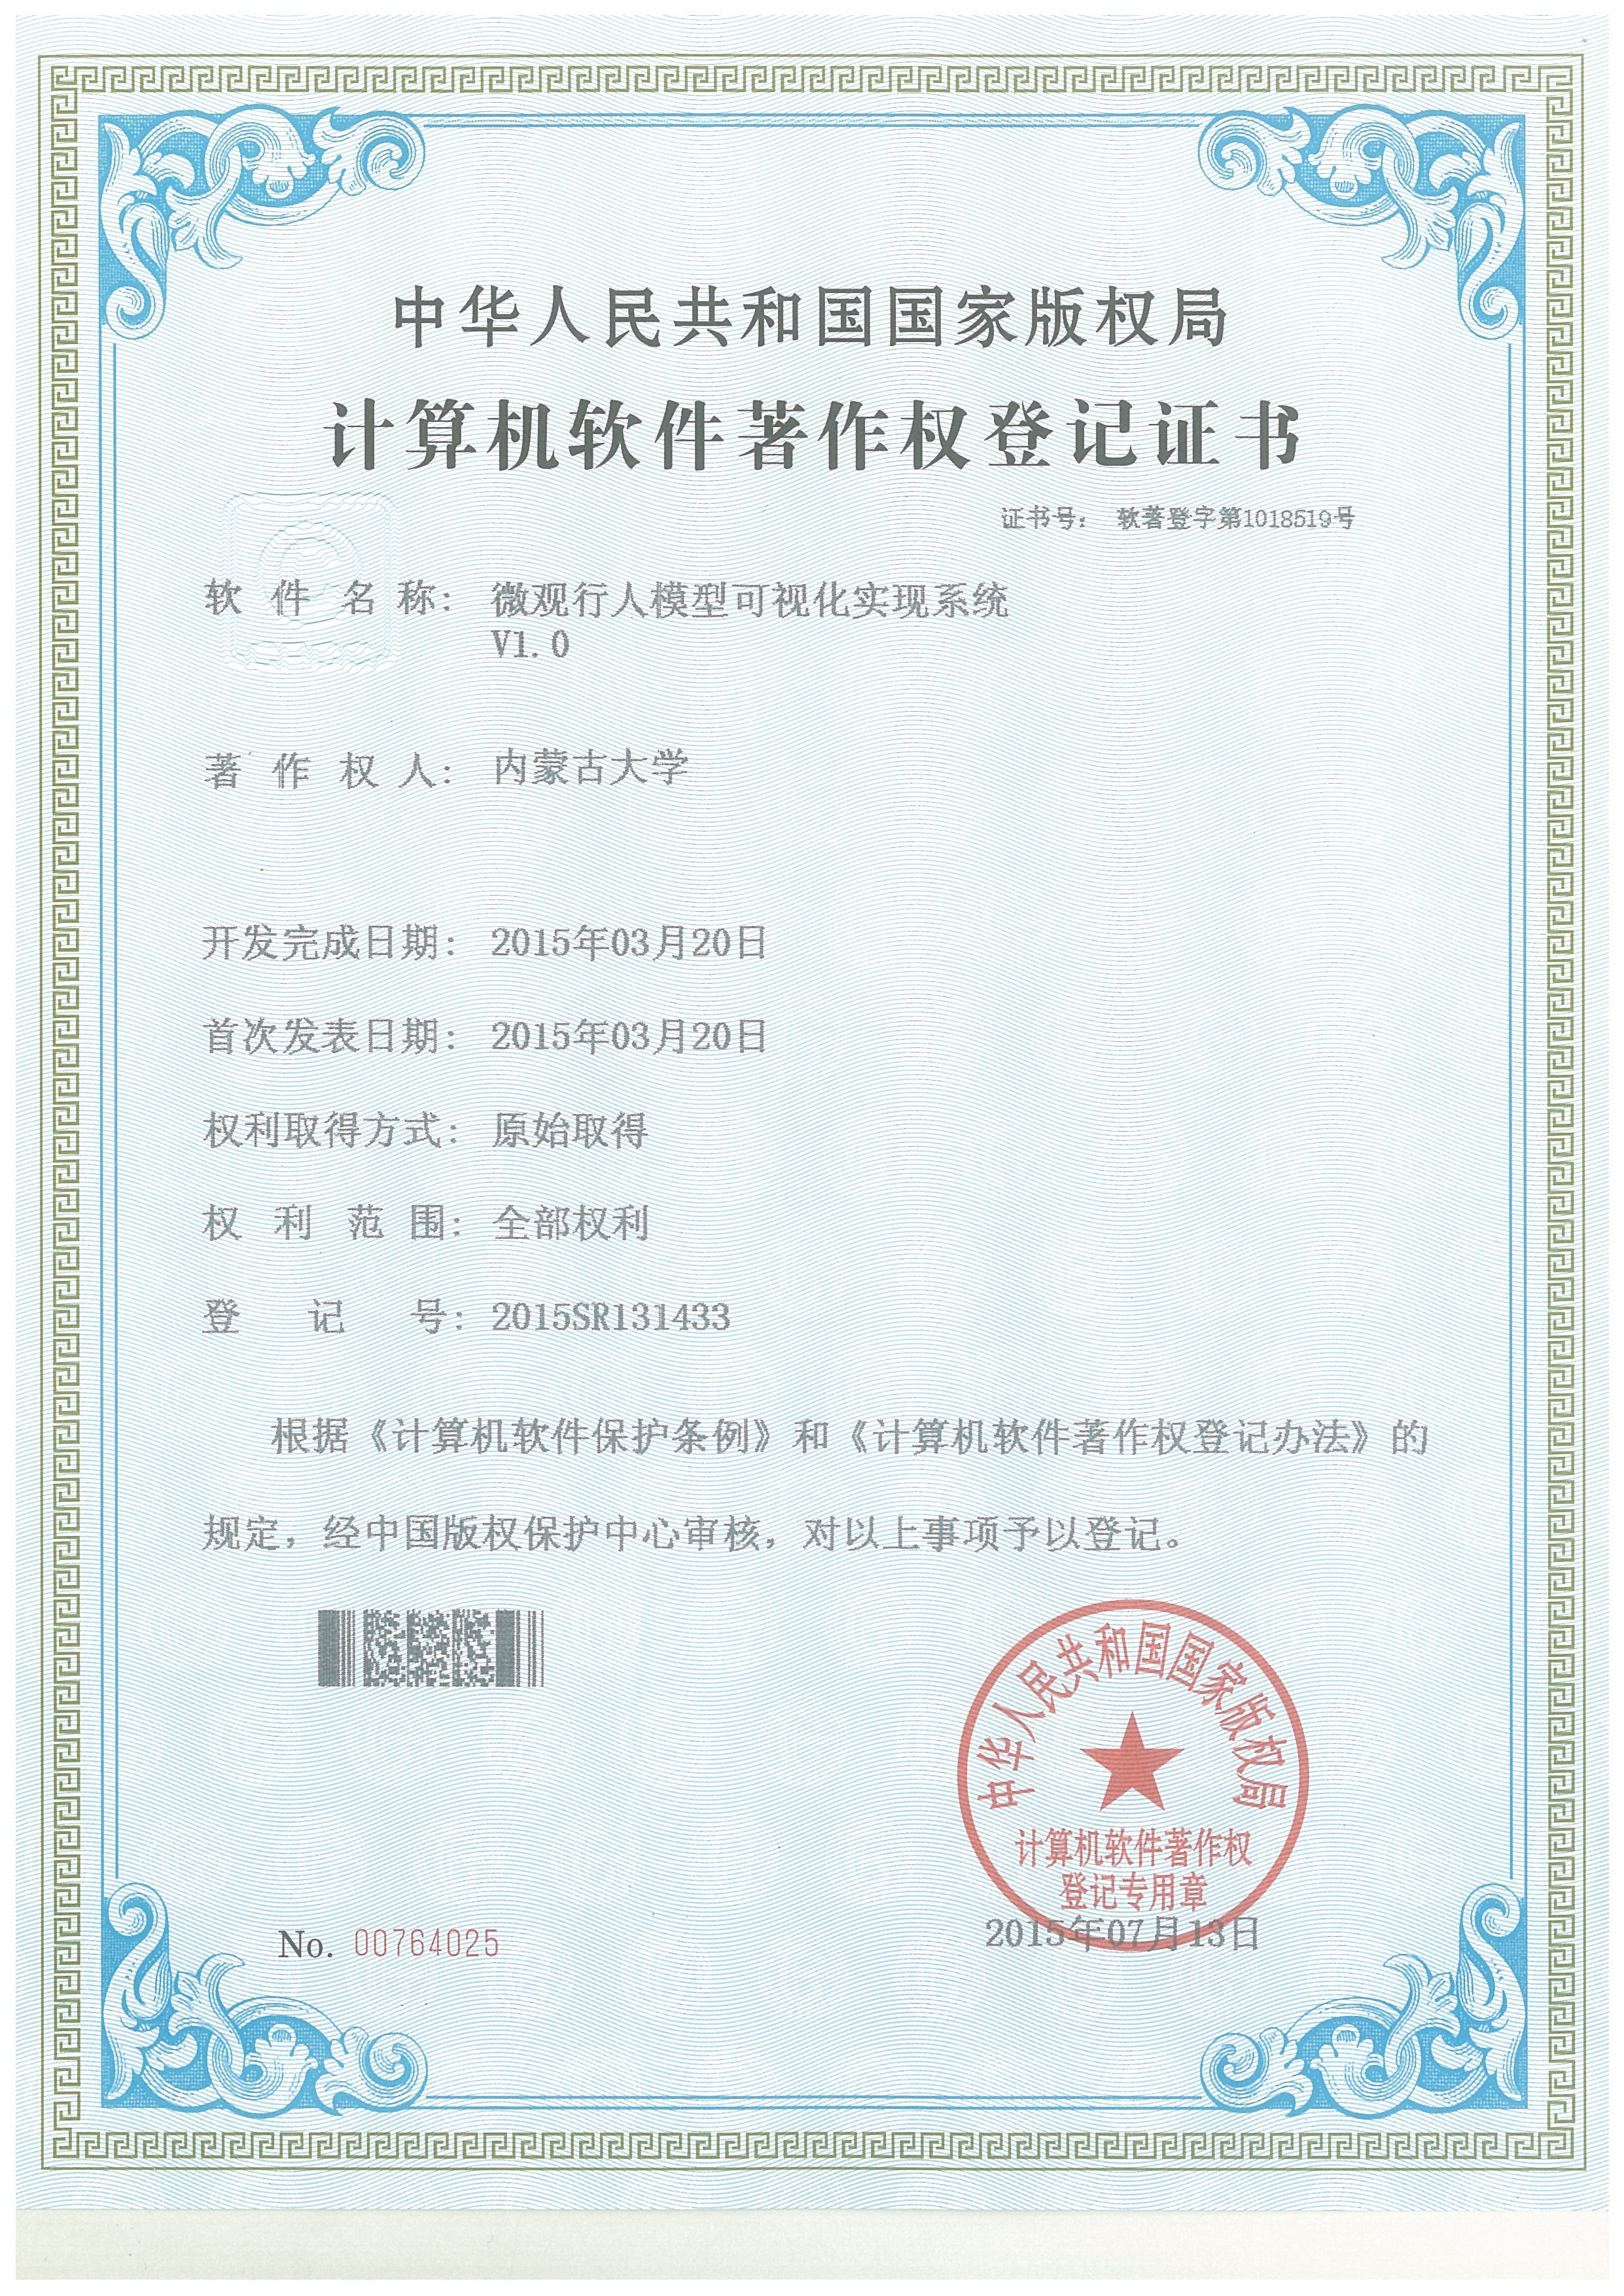 中华人民共和国国家版权局
计算机软件著作权登记证书
证书号： 软著登字第1018519号
软件名称： 微观行人模型可视化实现系统
V1.0
著作权人： 内蒙古大学
开发完成日期： 2015年03月20日
首次发表日期： 2015年03月20日
权利取得方式： 原始取得
权利范围： 全部权利
登记号： 2015SR131433
根据《计算机软件保护条例》和《计算机软件著作权登记办法》的
规定，经中国版权保护中心审核，对以上事项予以登记。
中华人民共和国国家版权局
计算机软件著作权
登记专用章
No. 00764025
2015年07月13日